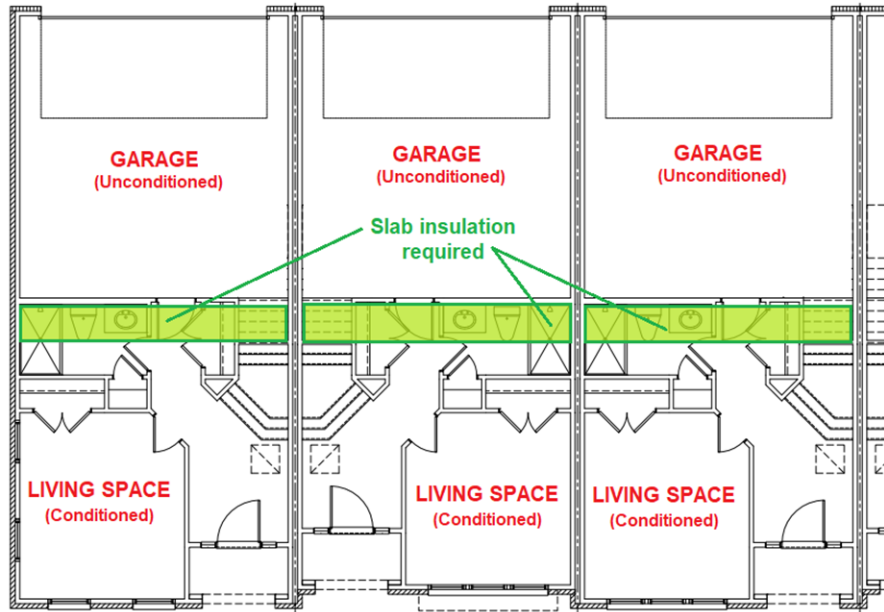 GARAGE
(Unconditioned)
GARAGE
(Unconditioned)
GARAGE
(Unconditioned)
Slab insulation
required
LIVING SPACE
(Conditioned)
LIVING SPACE
(Conditioned)
LIVING SPACE
(Conditioned)